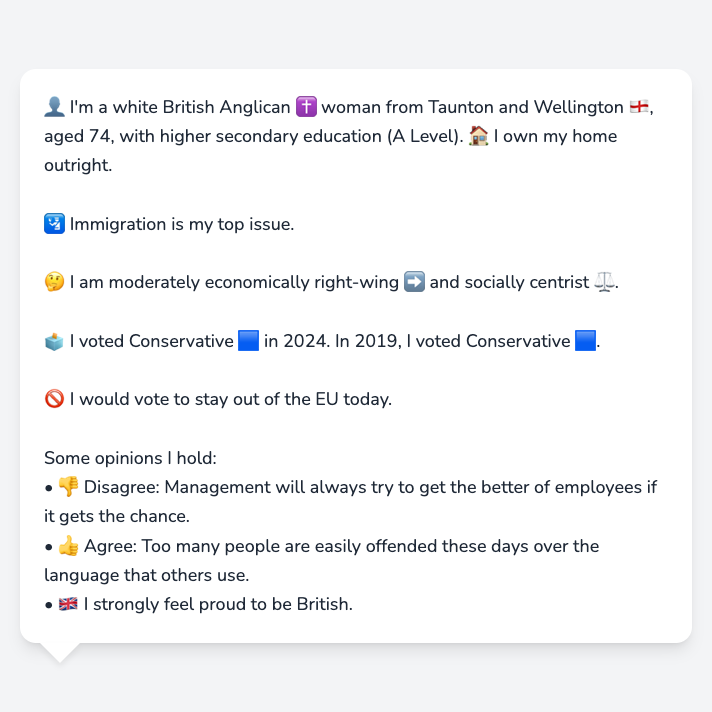 👤 I'm a white British Anglican ✝️ woman from Taunton and Wellington 🏴󠁧󠁢󠁥󠁮󠁧󠁿,
aged 74, with higher secondary education (A Level). 🏠 I own my home
outright.
🛂 Immigration is my top issue.
🤔 I am moderately economically right-wing ➡️ and socially centrist ⚖️.
🗳️ I voted Conservative 🟦 in 2024. In 2019, I voted Conservative 🟦.
🚫 I would vote to stay out of the EU today.
Some opinions I hold:
• 👎 Disagree: Management will always try to get the better of employees if
it gets the chance.
• 👍 Agree: Too many people are easily offended these days over the
language that others use.
• 🇬🇧 I strongly feel proud to be British.